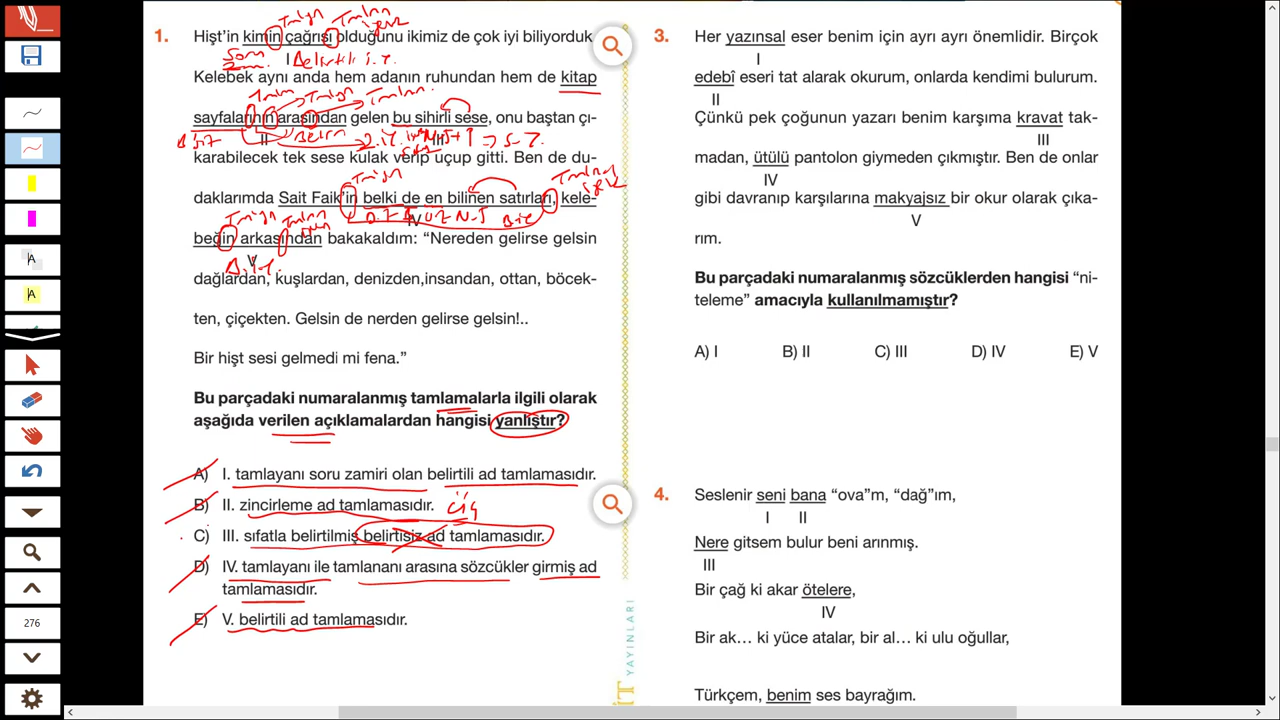 1.
Hişt’in kimin çağrısı olduğunu ikimiz de çok iyi biliyorduk
I
Kelebek aynı anda hem adanın ruhundan hem de kitap
sayfalarının arasından gelen bu sihirli sese, onu baştan çı-
II
III
karabilecek tek sese kulak verip uçup gitti. Ben de du-
daklarımda Sait Faik’in belki de en bilinen satırları, kele-
IV
beğin arkasından bakakaldım: “Nereden gelirse gelsin
V
dağlardan, kuşlardan, denizden,insandan, ottan, böcek-
ten, çiçekten. Gelsin de nerden gelirse gelsin!..
Bir hişt sesi gelmedi mi fena.”
Bu parçadaki numaralanmış tamlamalarla ilgili olarak
aşağıda verilen açıklamalardan hangisi yanlıştır?
A) I. tamlayanı soru zamiri olan belirtili ad tamlamasıdır.
B) II. zincirleme ad tamlamasıdır.
C) III. sıfatla belirtilmiş belirtisiz ad tamlamasıdır.
D) IV. tamlayanı ile tamlananı arasına sözcükler girmiş ad
tamlamasıdır.
E) V. belirtili ad tamlamasıdır.
YAYINLARI
3.
Her yazınsal eser benim için ayrı ayrı önemlidir. Birçok
I
edebî eseri tat alarak okurum, onlarda kendimi bulurum.
II
Çünkü pek çoğunun yazarı benim karşıma kravat tak-
III
madan, ütülü pantolon giymeden çıkmıştır. Ben de onlar
IV
gibi davranıp karşılarına makyajsız bir okur olarak çıka-
V
rım.
Bu parçadaki numaralanmış sözcüklerden hangisi “ni-
teleme” amacıyla kullanılmamıştır?
A) I B) II C) III D) IV E) V
4.
Seslenir seni bana “ova”m, “dağ”ım,
I II
Nere gitsem bulur beni arınmış.
III
Bir çağ ki akar ötelere,
IV
Bir ak… ki yüce atalar, bir al… ki ulu oğullar,
Türkçem, benim ses bayrağım.
A
A
276